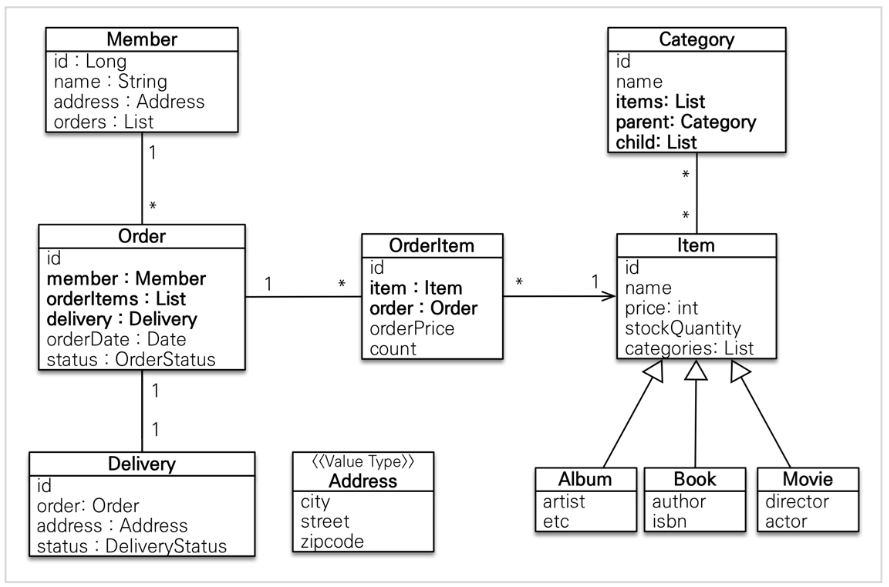 Member
id : Long
name : String
address : Address
orders : List
Category
id
name
items: List
parent: Category
child: List
1
*
*
*
Order
id
member : Member
orderItems : List
delivery : Delivery
orderDate : Date
status : OrderStatus
1
*
OrderItem
id
item : Item
order : Order
orderPrice
count
*
1
Item
id
name
price: int
stockQuantity
categories: List
1
1
Delivery
id
order: Order
address : Address
status : DeliveryStatus
《Value Type》
Address
city
street
zipcode
Album
artist
etc
Book
author
isbn
Movie
director
actor